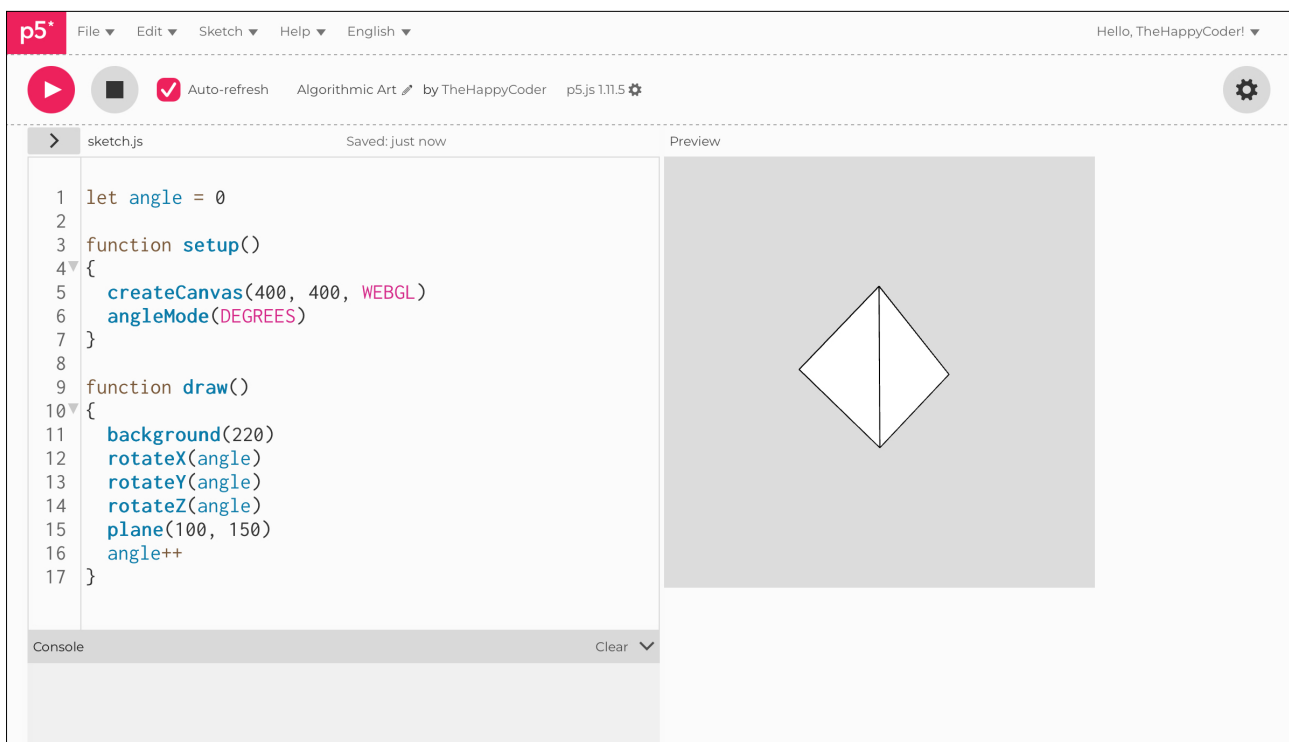 p5* File Edit Sketch Help English Hello, TheHappyCoder!
Auto-refresh Algorithmic Art by TheHappyCoder p5.js 1.11.5
sketch.js Saved: just now Preview
1 let angle = 0
2
3 function setup()
4 {
5 createCanvas(400, 400, WEBGL)
6 angleMode(DEGREES)
7 }
8
9 function draw()
10 {
11 background(220)
12 rotateX(angle)
13 rotateY(angle)
14 rotateZ(angle)
15 plane(100, 150)
16 angle++
17 }
Console Clear